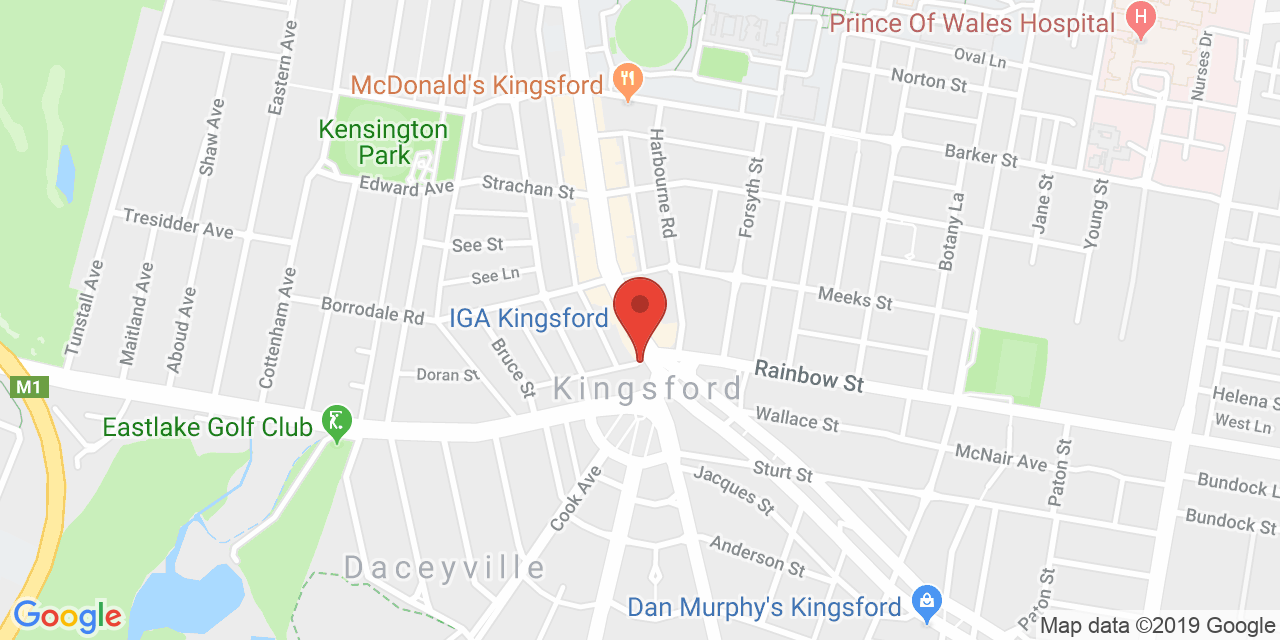 Prince Of Wales Hospital
H
Oval Ln
Nurses Dr
Norton St
Eastern Ave
McDonald's Kingsford
Shaw Ave
Kensington
Park
Harbourne Rd
Barker St
Edward Ave
Strachan St
Forsyth St
Jane St
Young St
Botany La
Tresidder Ave
See St
See Ln
Tunstall Ave
Maitland Ave
Aboud Ave
Cottenham Ave
Borrodale Rd
Meeks St
IGA Kingsford
Bruce St
Doran St
M1
Kingsford
Rainbow St
Helena S
West Ln
Wallace St
Eastlake Golf Club
McNair Ave
Paton St
Sturt St
Jacques St
Cook Ave
Bundock L
Bundock St
Anderson St
Daceyville
Dan Murphy's Kingsford
Paton St
Google
Map data ©2019 Google